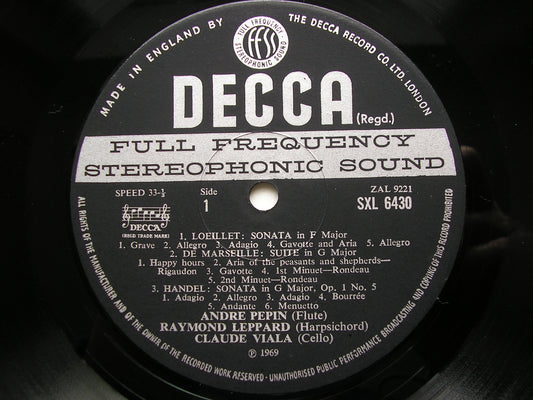 MADE IN ENGLAND BY
THE DECCA RECORD CO. LTD. LONDON
FULL FREQUENCY
ffss
STEREOPHONIC SOUND
DECCA
(Regd.)
FULL FREQUENCY
STEREOPHONIC SOUND
SPEED 33-⅓
Side
1
ZAL 9221
SXL 6430
DECCA
(REGD TRADE MARK)
1. LOEILLET: SONATA in F Major
1. Grave 2. Allegro 3. Adagio 4. Gavotte and Aria 5. Allegro
2. DE MARSEILLE: SUITE in G Major
1. Happy hours 2. Aria of the peasants and shepherds—
Rigaudon 3. Gavotte 4. 1st Minuet—Rondeau
5. 2nd Minuet—Rondeau
3. HANDEL: SONATA in G Major, Op. 1 No. 5
1. Adagio 2. Allegro 3. Adagio 4. Bourrée
5. Andante 6. Menuetto
ANDRE PEPIN (Flute)
RAYMOND LEPPARD (Harpsichord)
CLAUDE VIALA (Cello)
℗ 1969
ALL RIGHTS OF THE MANUFACTURER AND OF THE OWNER OF THE RECORDED WORK RESERVED · UNAUTHORISED PUBLIC PERFORMANCE BROADCASTING AND COPYING OF THIS RECORD PROHIBITED